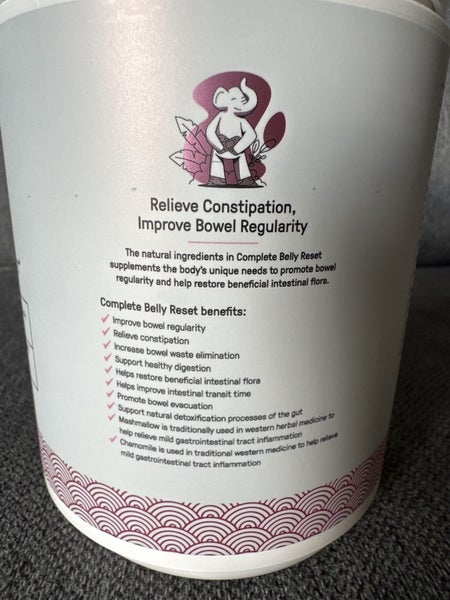 Relieve Constipation,
Improve Bowel Regularity
The natural ingredients in Complete Belly Reset
supplements the body's unique needs to promote bowel
regularity and help restore beneficial intestinal flora.
Complete Belly Reset benefits:
Improve bowel regularity
Relieve constipation
Increase bowel waste elimination
Support healthy digestion
Helps restore beneficial intestinal flora
Helps improve intestinal transit time
Promote bowel evacuation
Support natural detoxification processes of the gut
Mashmallow is traditionally used in western herbal medicine to
help relieve mild gastrointestinal tract inflammation
Chamomile is used in traditional western medicine to help relieve
mild gastrointestinal tract inflammation